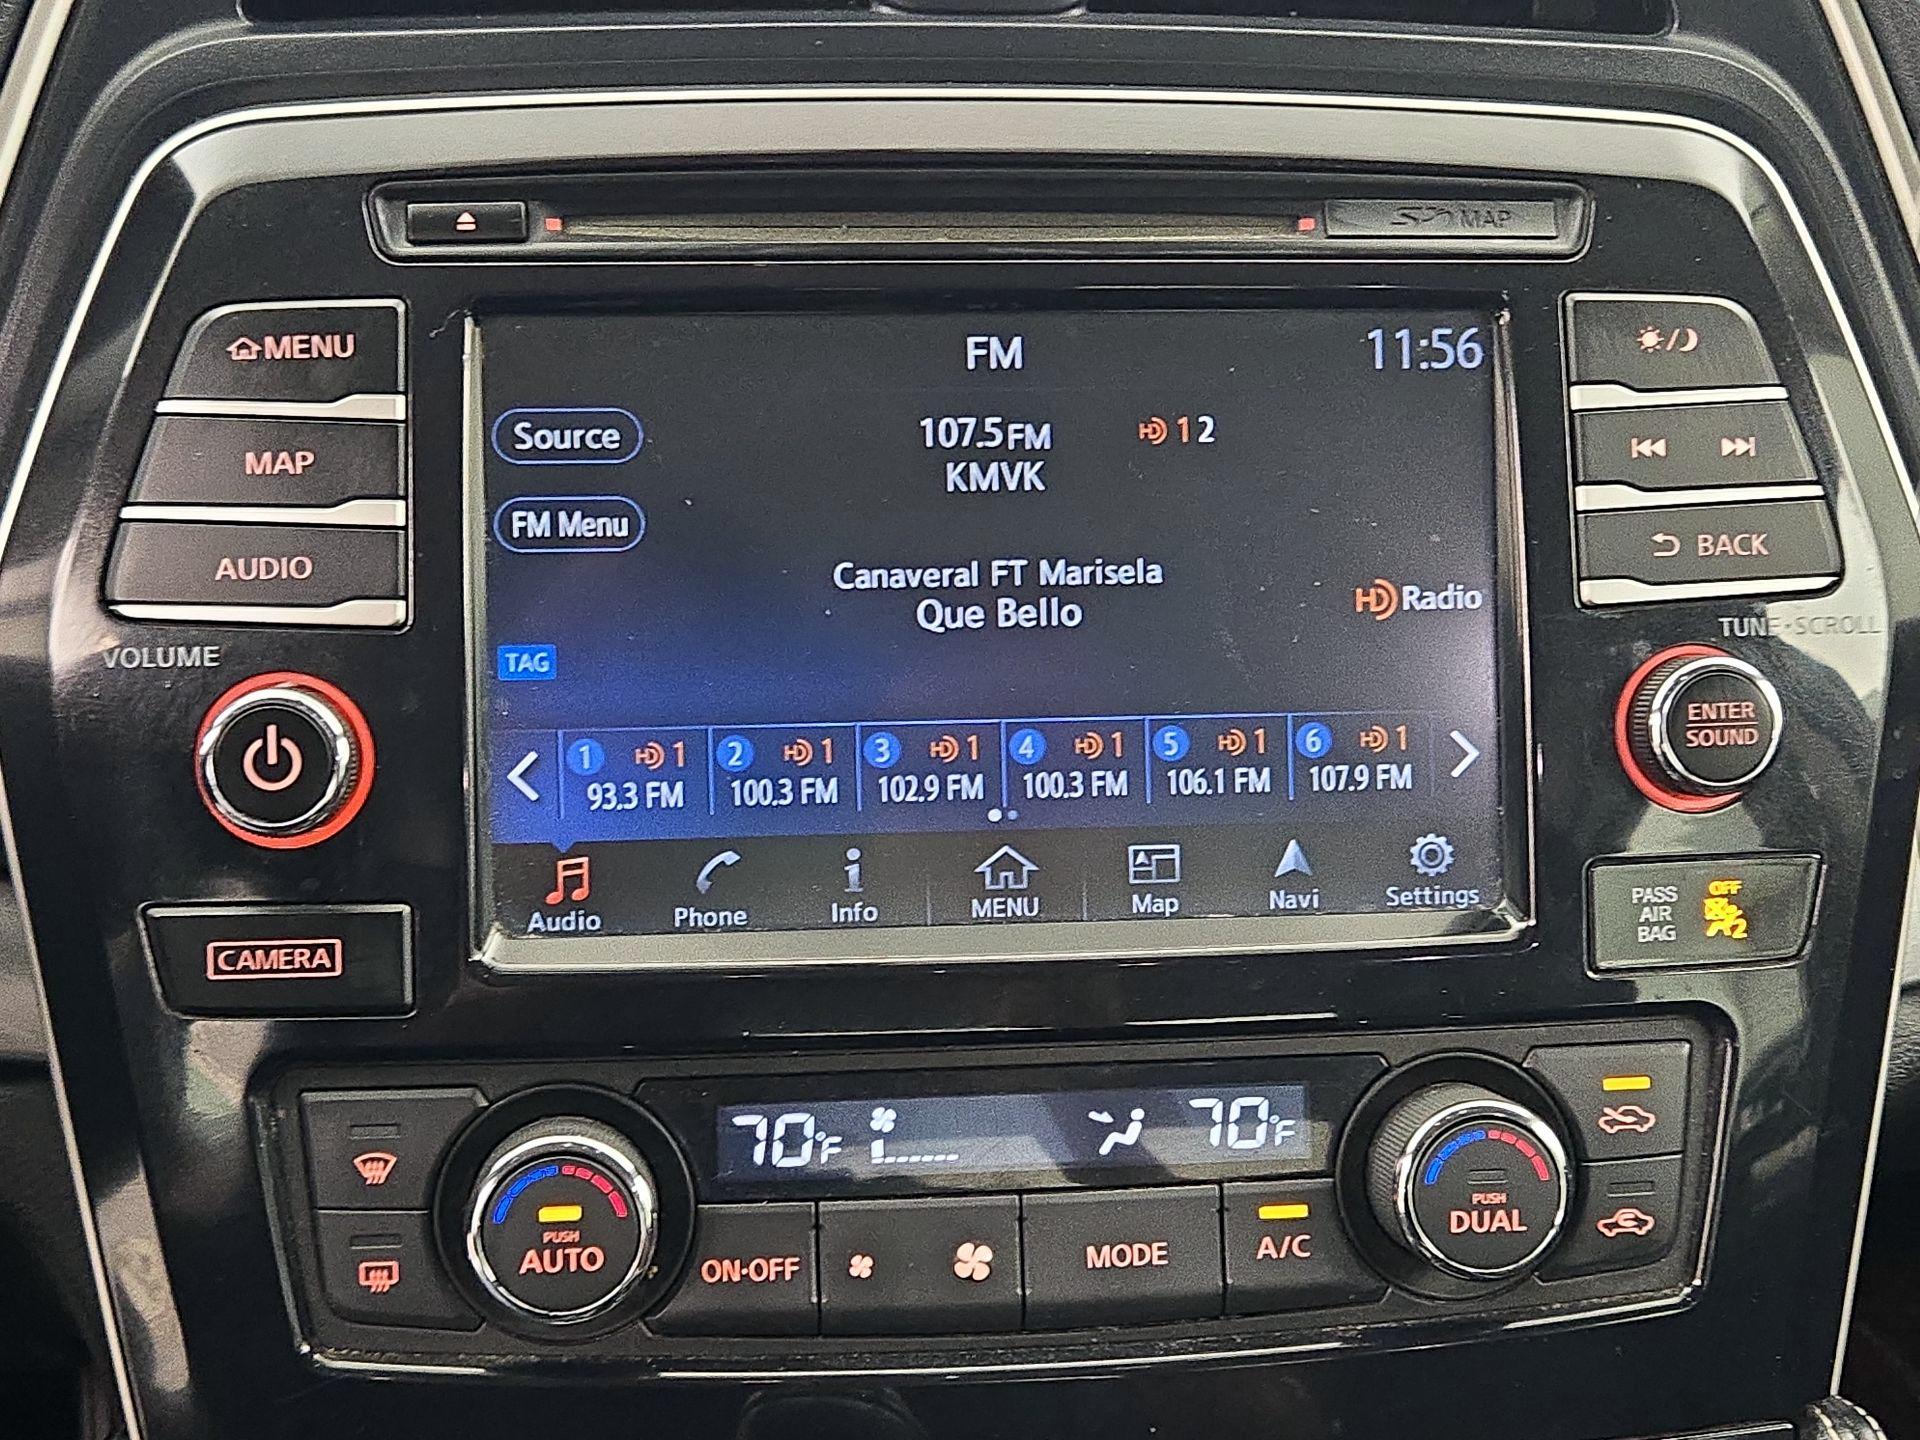 MAP
MENU
FM
11:56
Source
107.5 FM
HD 1 2
KMVK
MAP
FM Menu
BACK
AUDIO
Canaveral FT Marisela
HD Radio
Que Bello
VOLUME
TUNE·SCROLL
TAG
ENTER
SOUND
1 HD 1
93.3 FM
2 HD 1
100.3 FM
3 HD 1
102.9 FM
4 HD 1
100.3 FM
5 HD 1
106.1 FM
6 HD 1
107.9 FM
Audio
Phone
Info
MENU
Map
Navi
Settings
PASS
AIR
BAG
OFF
2
CAMERA
70°F
70°F
PUSH
AUTO
ON·OFF
MODE
A/C
PUSH
DUAL